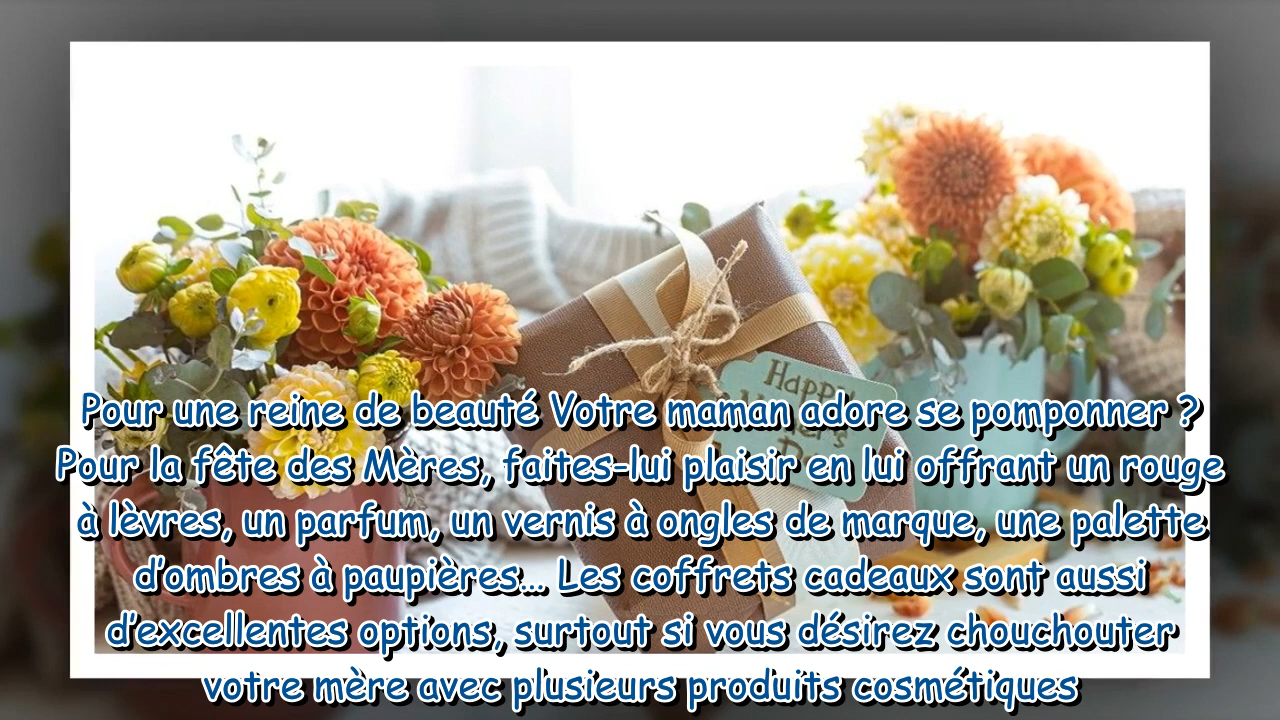 Happy
Pour une reine de beauté Votre maman adore se pomponner ?
Pour la fête des Mères, faites-lui plaisir en lui offrant un rouge
à lèvres, un parfum, un vernis à ongles de marque, une palette
d’ombres à paupières... Les coffrets cadeaux sont aussi
d’excellentes options, surtout si vous désirez chouchouter
votre mère avec plusieurs produits cosmétiques